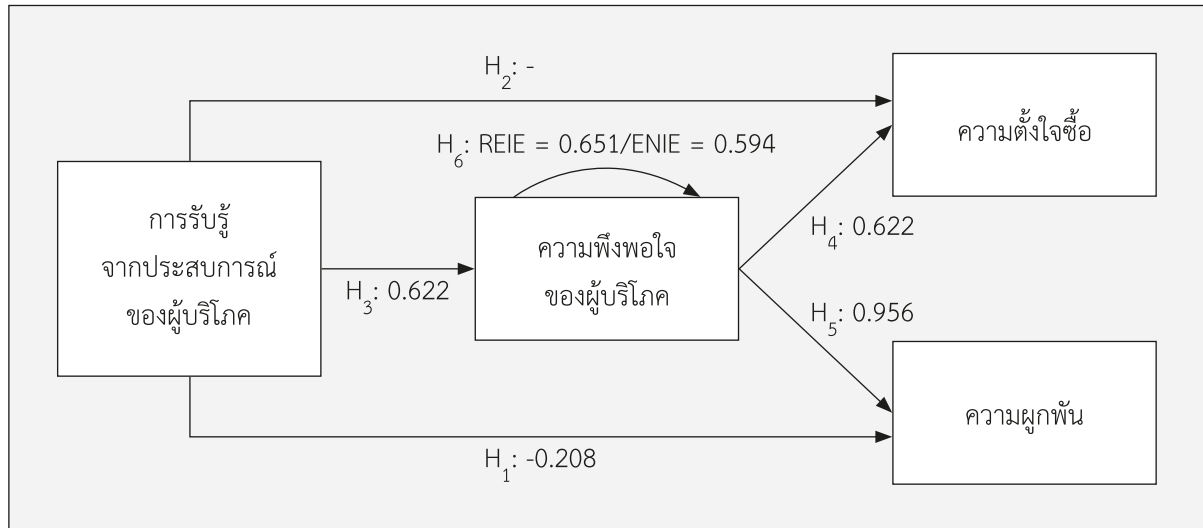 H₂: -
ความตั้งใจซื้อ
H₆: REIE = 0.651/ENIE = 0.594
การรับรู้
จากประสบการณ์
ของผู้บริโภค
ความพึงพอใจ
ของผู้บริโภค
H₄: 0.622
H₃: 0.622
H₅: 0.956
ความผูกพัน
H₁: -0.208